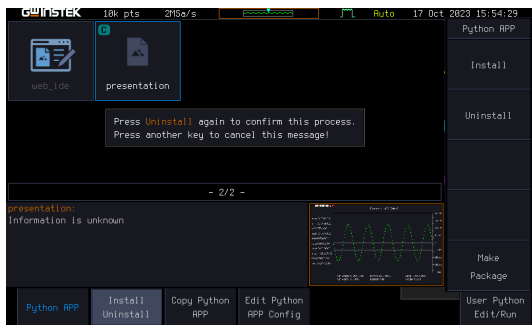 GWINSTEK 10k pts 2MSa/s Auto 17 Oct 2023 15:54:29
Python APP
C
Install
web_ide presentation
Uninstall
Press Uninstall again to confirm this process.
Press another key to cancel this message!
- 2/2 -
presentation:
Information is unknown
Make
Package
Python APP
Install
Uninstall
Copy Python
APP
Edit Python
APP Config
User Python
Edit/Run